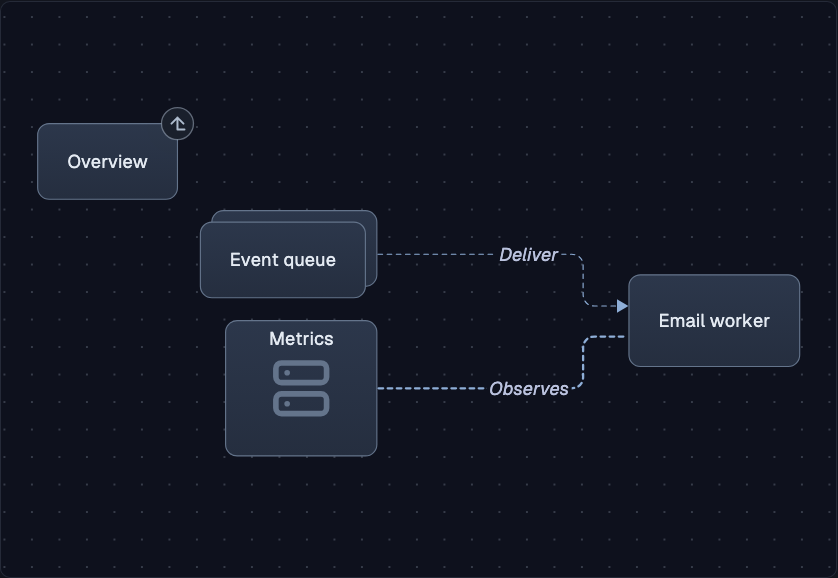 Overview
Event queue
Deliver
Email worker
Metrics
Observes